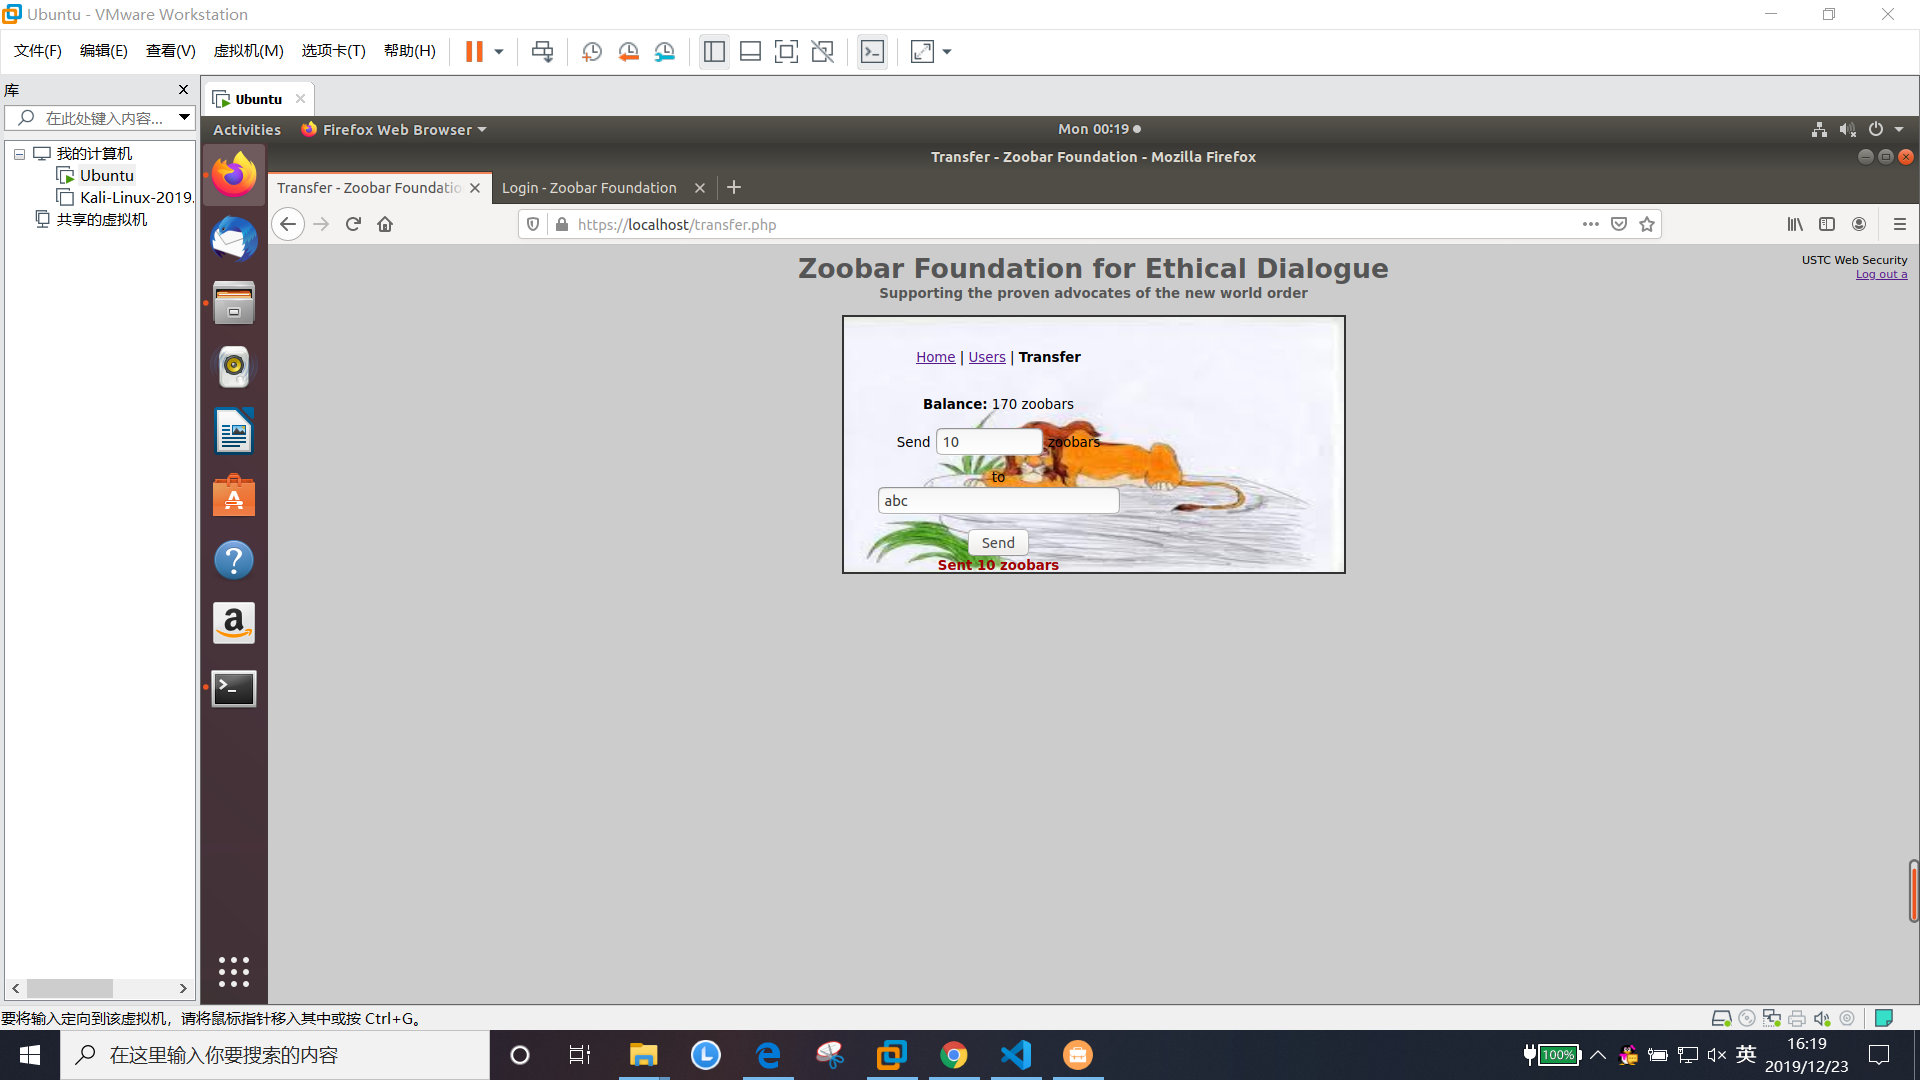 Ubuntu - VMware Workstation
文件(F) 编辑(E) 查看(V) 虚拟机(M) 选项卡(T) 帮助(H)
库
在此处键入内容...
我的计算机
Ubuntu
Kali-Linux-2019.
共享的虚拟机
Ubuntu
Activities Firefox Web Browser Mon 00:19
Transfer - Zoobar Foundation - Mozilla Firefox
Transfer - Zoobar Foundatio Login - Zoobar Foundation
https://localhost/transfer.php
Zoobar Foundation for Ethical Dialogue
Supporting the proven advocates of the new world order
USTC Web Security
Log out a
Home | Users | Transfer
Balance: 170 zoobars
Send 10 zoobars
to
abc
Send
Sent 10 zoobars
要将输入定向到该虚拟机，请将鼠标指针移入其中或按 Ctrl+G。
在这里输入你要搜索的内容
100%
英
16:19
2019/12/23